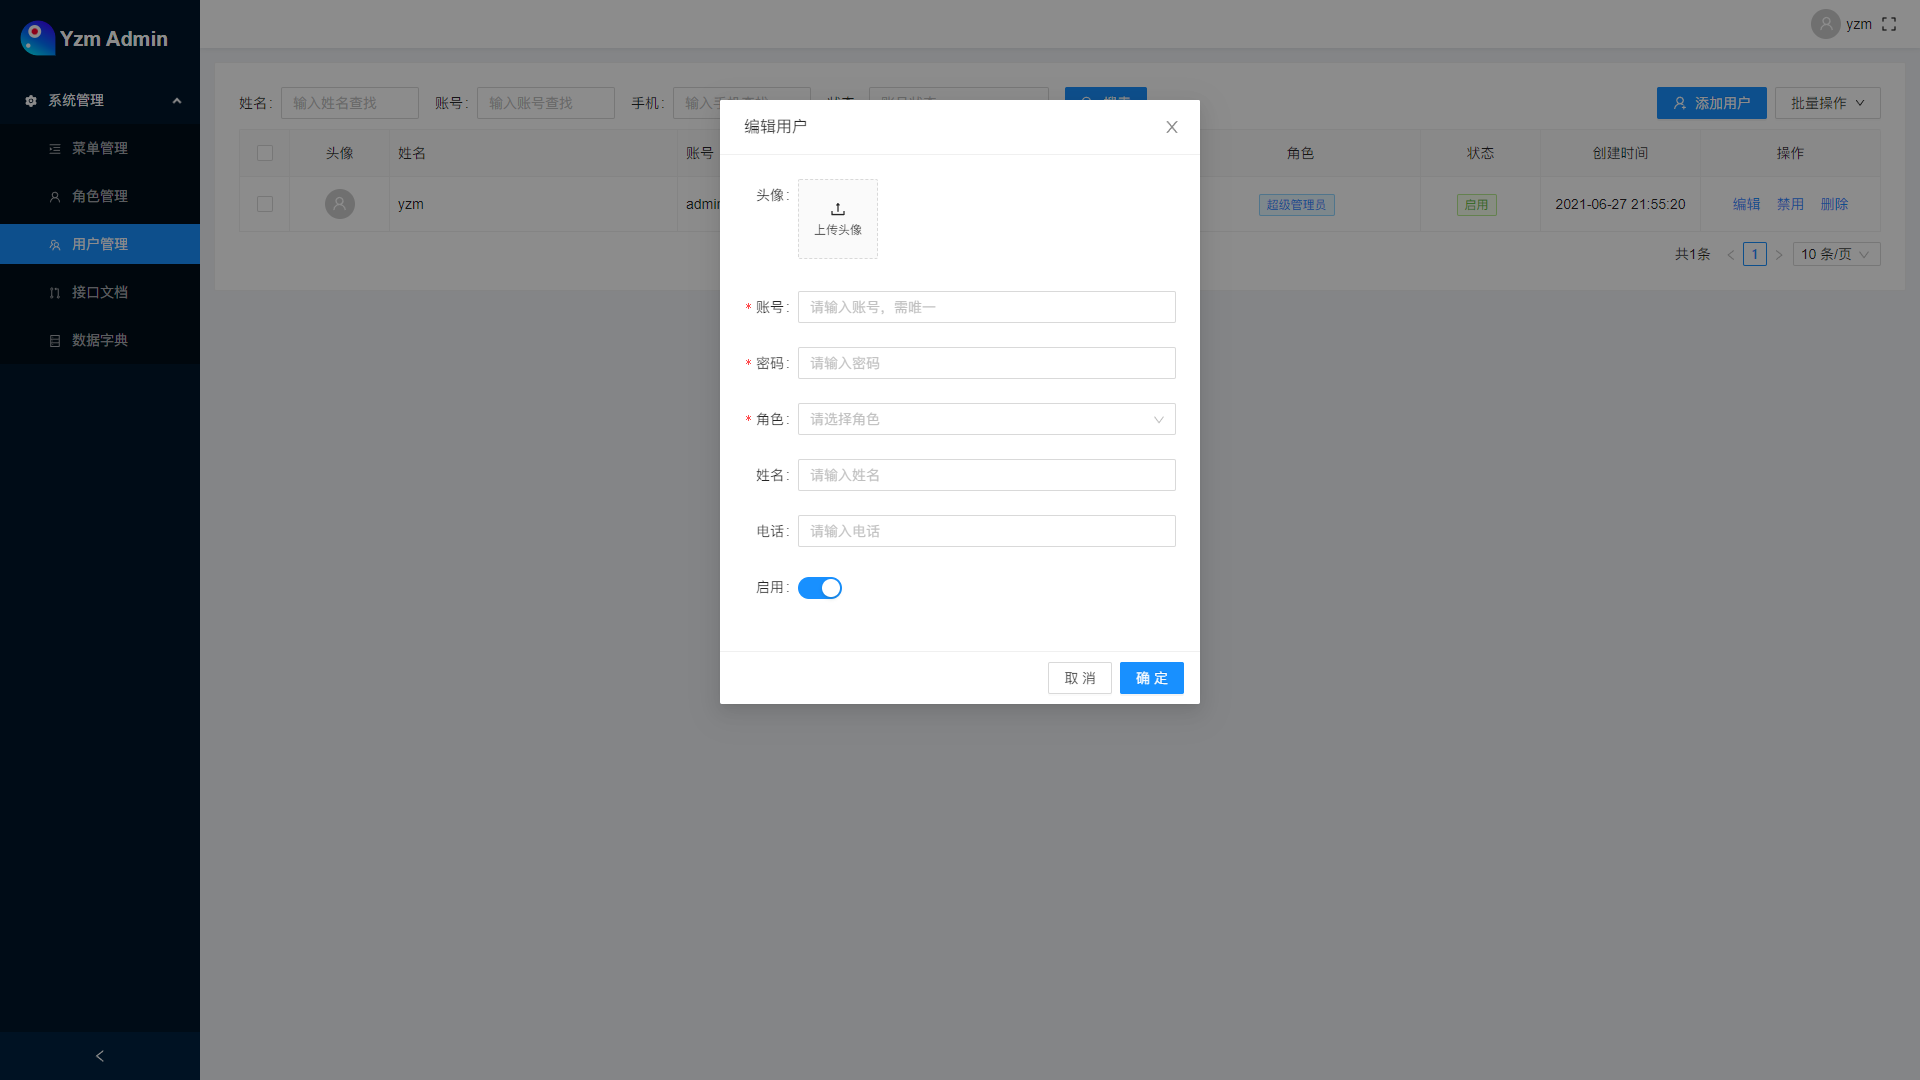 Yzm Admin
系统管理
菜单管理
角色管理
用户管理
接口文档
数据字典
yzm
姓名: 输入姓名查找 账号: 输入账号查找 手机: 添加用户 批量操作
头像 姓名 账号 角色 状态 创建时间 操作
yzm 超级管理员 启用 2021-06-27 21:55:20 编辑 禁用 删除
共1条 1 10 条/页
编辑用户
头像:
上传头像
* 账号: 请输入账号，需唯一
* 密码: 请输入密码
* 角色: 请选择角色
姓名: 请输入姓名
电话: 请输入电话
启用:
取 消 确 定